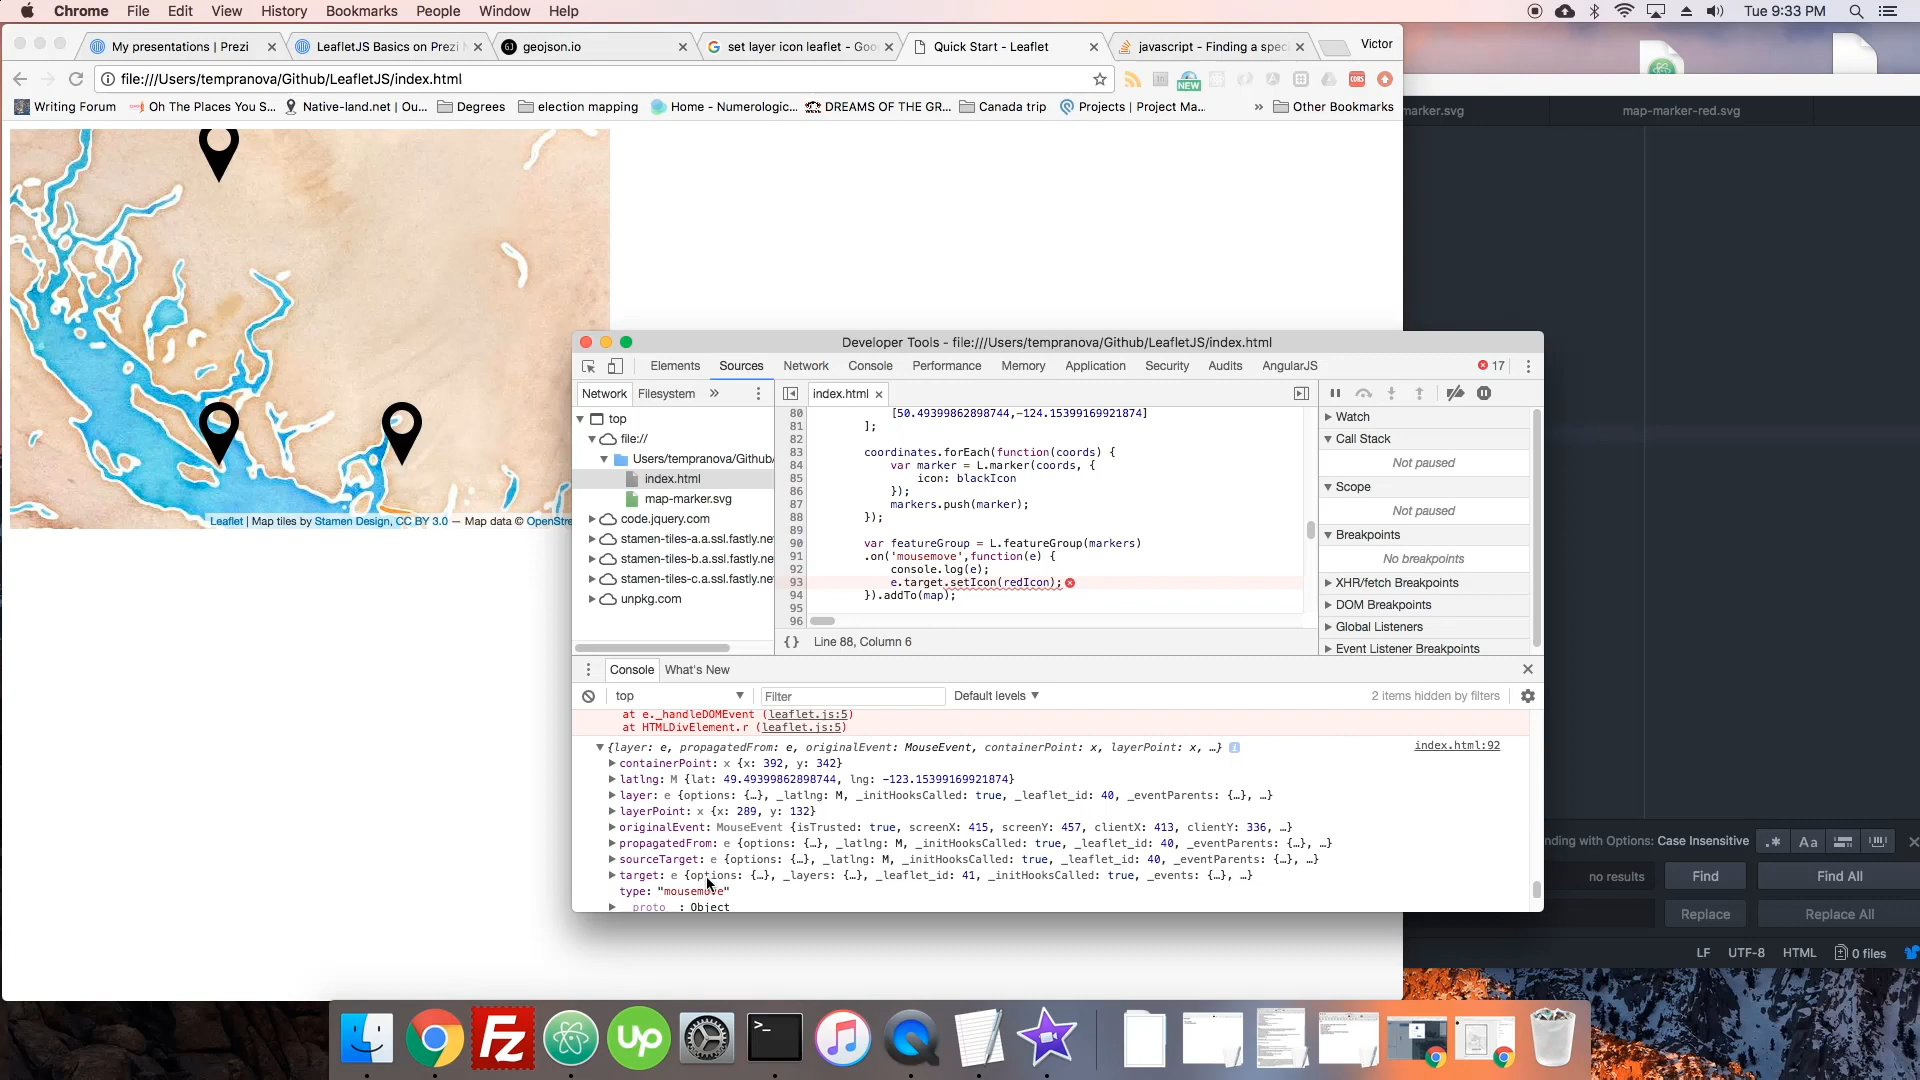 Chrome File Edit View History Bookmarks People Window Help Tue 9:33 PM
My presentations | Prezi LeafletJS Basics on Prezi geojson.io set layer icon leaflet - Goo Quick Start - Leaflet javascript - Finding a spec Victor
file:///Users/tempranova/Github/LeafletJS/index.html
NEW
CORS
Writing Forum Oh The Places You S... Native-land.net | Ou... Degrees election mapping Home - Numerologic... DREAMS OF THE GR... Canada trip Projects | Project Ma... » Other Bookmarks
marker.svg map-marker-red.svg
Leaflet | Map tiles by Stamen Design, CC BY 3.0 — Map data © OpenStre
Developer Tools - file:///Users/tempranova/Github/LeafletJS/index.html
Elements Sources Network Console Performance Memory Application Security Audits AngularJS 17
Network Filesystem » index.html
top
file://
Users/tempranova/Github/
index.html
map-marker.svg
code.jquery.com
stamen-tiles-a.a.ssl.fastly.ne
stamen-tiles-b.a.ssl.fastly.ne
stamen-tiles-c.a.ssl.fastly.ne
unpkg.com
80 [50.49399862898744,-124.15399169921874]
81 ];
82
83 coordinates.forEach(function(coords) {
84 var marker = L.marker(coords, {
85 icon: blackIcon
86 });
87 markers.push(marker);
88 });
89
90 var featureGroup = L.featureGroup(markers)
91 .on('mousemove',function(e) {
92 console.log(e);
93 e.target.setIcon(redIcon);
94 }).addTo(map);
95
96
{} Line 88, Column 6
Watch
Call Stack
Not paused
Scope
Not paused
Breakpoints
No breakpoints
XHR/fetch Breakpoints
DOM Breakpoints
Global Listeners
Event Listener Breakpoints
Console What's New
top Filter Default levels 2 items hidden by filters
at e._handleDOMEvent (leaflet.js:5)
at HTMLDivElement.r (leaflet.js:5)
{layer: e, propagatedFrom: e, originalEvent: MouseEvent, containerPoint: x, layerPoint: x, …} index.html:92
containerPoint: x {x: 392, y: 342}
latlng: M {lat: 49.49399862898744, lng: -123.15399169921874}
layer: e {options: {…}, _latlng: M, _initHooksCalled: true, _leaflet_id: 40, _eventParents: {…}, …}
layerPoint: x {x: 289, y: 132}
originalEvent: MouseEvent {isTrusted: true, screenX: 415, screenY: 457, clientX: 413, clientY: 336, …}
propagatedFrom: e {options: {…}, _latlng: M, _initHooksCalled: true, _leaflet_id: 40, _eventParents: {…}, …}
sourceTarget: e {options: {…}, _latlng: M, _initHooksCalled: true, _leaflet_id: 40, _eventParents: {…}, …}
target: e {options: {…}, _layers: {…}, _leaflet_id: 41, _initHooksCalled: true, _events: {…}, …}
type: "mousemove"
__proto__: Object
nding with Options: Case Insensitive .* Aa
no results Find Find All
Replace Replace All
LF UTF-8 HTML 0 files
Fz
Up
>_